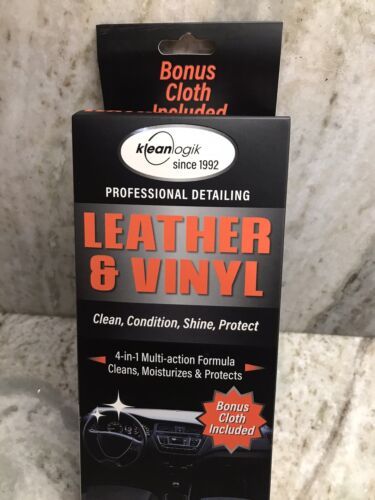 Bonus
Cloth
Included
kleanlogik
since 1992
PROFESSIONAL DETAILING
LEATHER
& VINYL
Clean, Condition, Shine, Protect
4-in-1 Multi-action Formula
Cleans, Moisturizes & Protects
Bonus
Cloth
Included